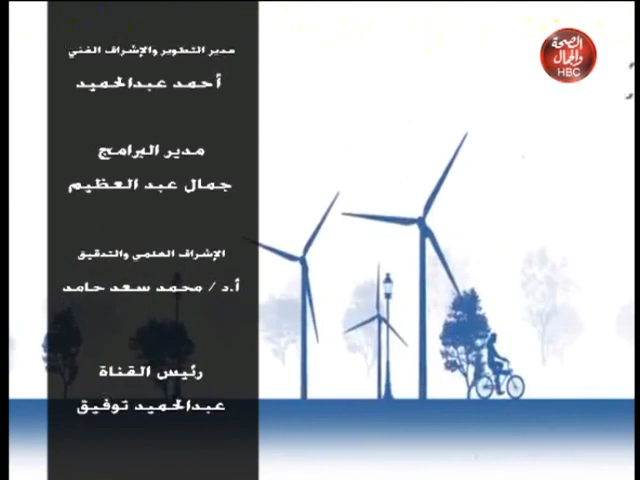 مدير التطوير والإشراف الفني
أحمد عبدالحميد
مدير البرامج
جمال عبد العظيم
الإشراف العلمي والتدقيق
أ.د / محمد سعد حامد
رئيس القناة
عبدالحميد توفيق
الصحة
والجمال
HBC